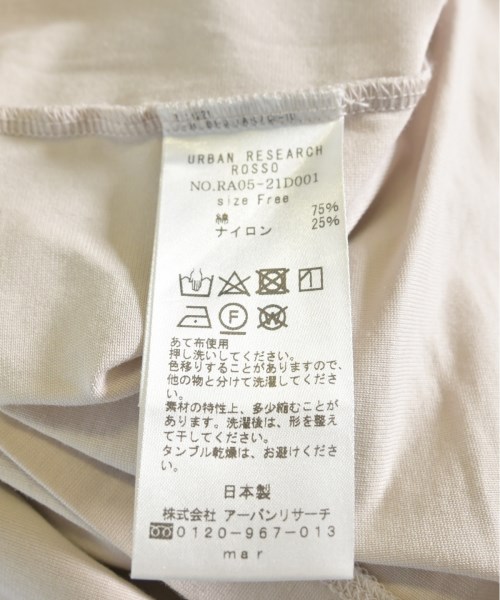 URBAN RESEARCH
ROSSO
NO.RA05-21D001
size Free
綿 75%
ナイロン 25%
F W
あて布使用
押し洗いしてください。
色移りすることがありますので、
他の物と分けて洗濯してくださ
い。
素材の特性上、多少縮むことが
あります。洗濯後は、形を整え
て干してください。
タンブル乾燥は、お避けくださ
い。
日本製
株式会社 アーバンリサーチ
0120-967-013
mar